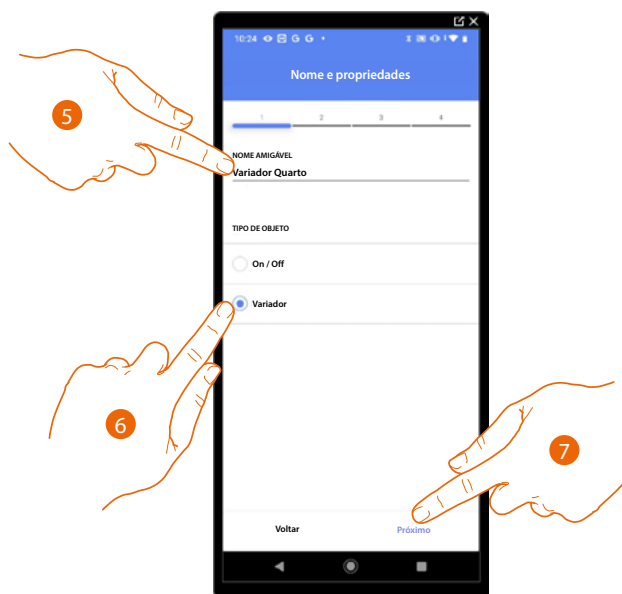 10:24 G G
Nome e propriedades
1 2 3 4
NOME AMIGÁVEL
5
Variador Quarto
TIPO DE OBJETO
On / Off
Variador
6
7
Voltar Próximo